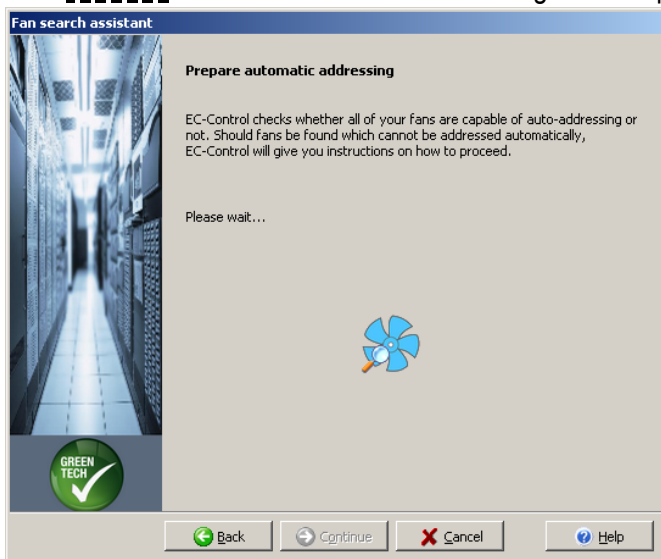 Fan search assistant
Prepare automatic addressing
EC-Control checks whether all of your fans are capable of auto-addressing or
not. Should fans be found which cannot be addressed automatically,
EC-Control will give you instructions on how to proceed.
Please wait...
GREEN
TECH
Back
Continue
Cancel
Help